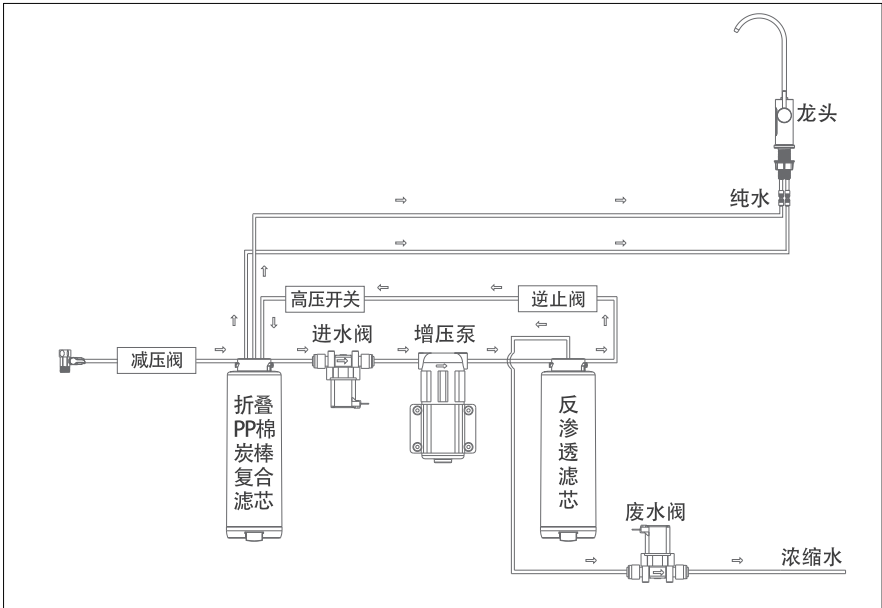 龙头
纯水
高压开关
逆止阀
进水阀
增压泵
减压阀
折叠
PP棉
炭棒
复合
滤芯
反
渗
透
滤
芯
废水阀
浓缩水